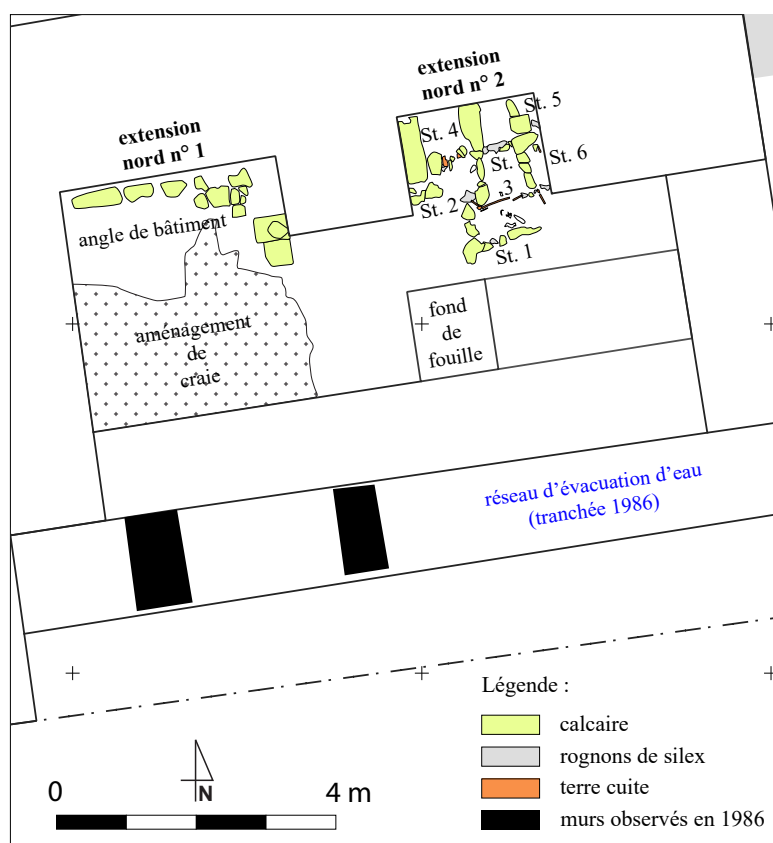 extension
nord n° 1
extension
nord n° 2
St. 4
St. 5
St. 6
St.
3
St. 2
St. 1
angle de bâtiment
aménagement
de
craie
fond
de
fouille
réseau d’évacuation d’eau
(tranchée 1986)
Légende :
calcaire
rognons de silex
terre cuite
murs observés en 1986
N
0
4 m